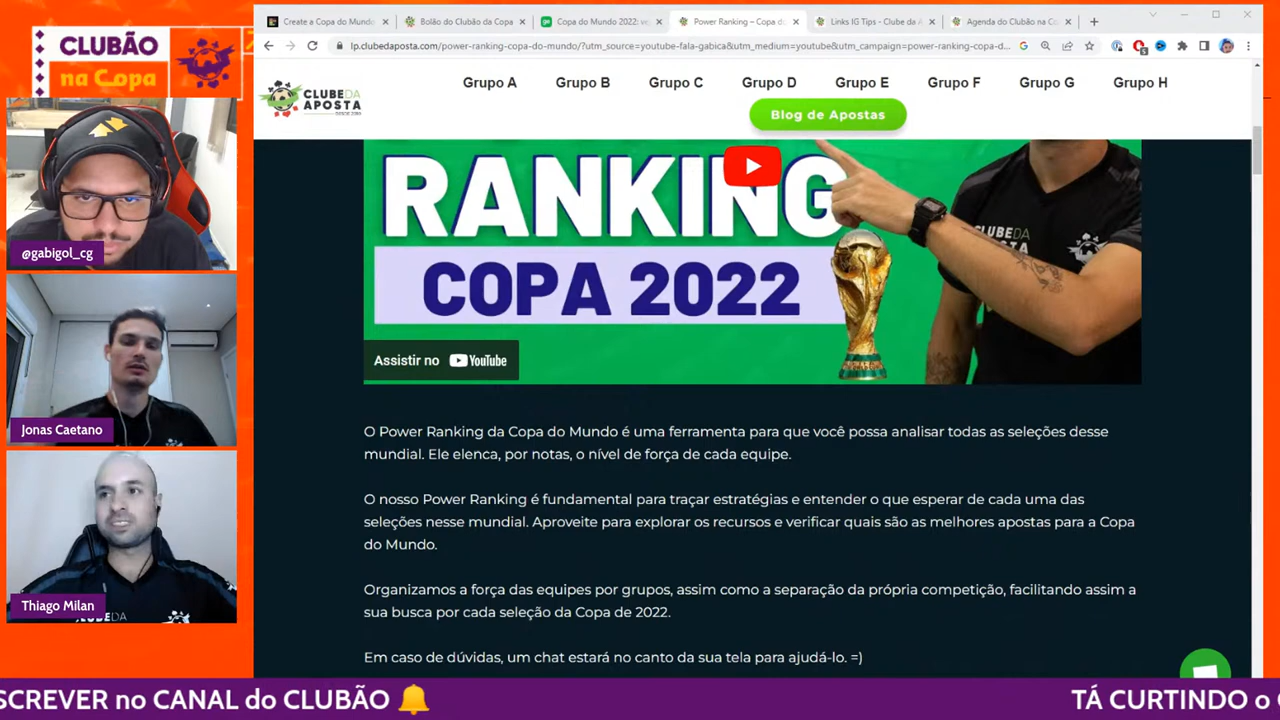 CLUBÃO
na Copa
@gabigol_cg
Jonas Caetano
Thiago Milan
Create a Copa do Mundo
Bolão do Clubão da Copa
Copa do Mundo 2022: ve
Power Ranking – Copa d
Links IG Tips - Clube da A
Agenda do Clubão na Co
lp.clubedaposta.com/power-ranking-copa-do-mundo/?utm_source=youtube-fala-gabica&utm_medium=youtube&utm_campaign=power-ranking-copa-d...
CLUBEDA
APOSTA
Grupo A
Grupo B
Grupo C
Grupo D
Grupo E
Grupo F
Grupo G
Grupo H
Blog de Apostas
RANKING
COPA 2022
CLUBEDA
APOSTA
Assistir no YouTube
O Power Ranking da Copa do Mundo é uma ferramenta para que você possa analisar todas as seleções desse
mundial. Ele elenca, por notas, o nível de força de cada equipe.
O nosso Power Ranking é fundamental para traçar estratégias e entender o que esperar de cada uma das
seleções nesse mundial. Aproveite para explorar os recursos e verificar quais são as melhores apostas para a Copa
do Mundo.
Organizamos a força das equipes por grupos, assim como a separação da própria competição, facilitando assim a
sua busca por cada seleção da Copa de 2022.
Em caso de dúvidas, um chat estará no canto da sua tela para ajudá-lo. =)
SCREVER no CANAL do CLUBÃO
TÁ CURTINDO o